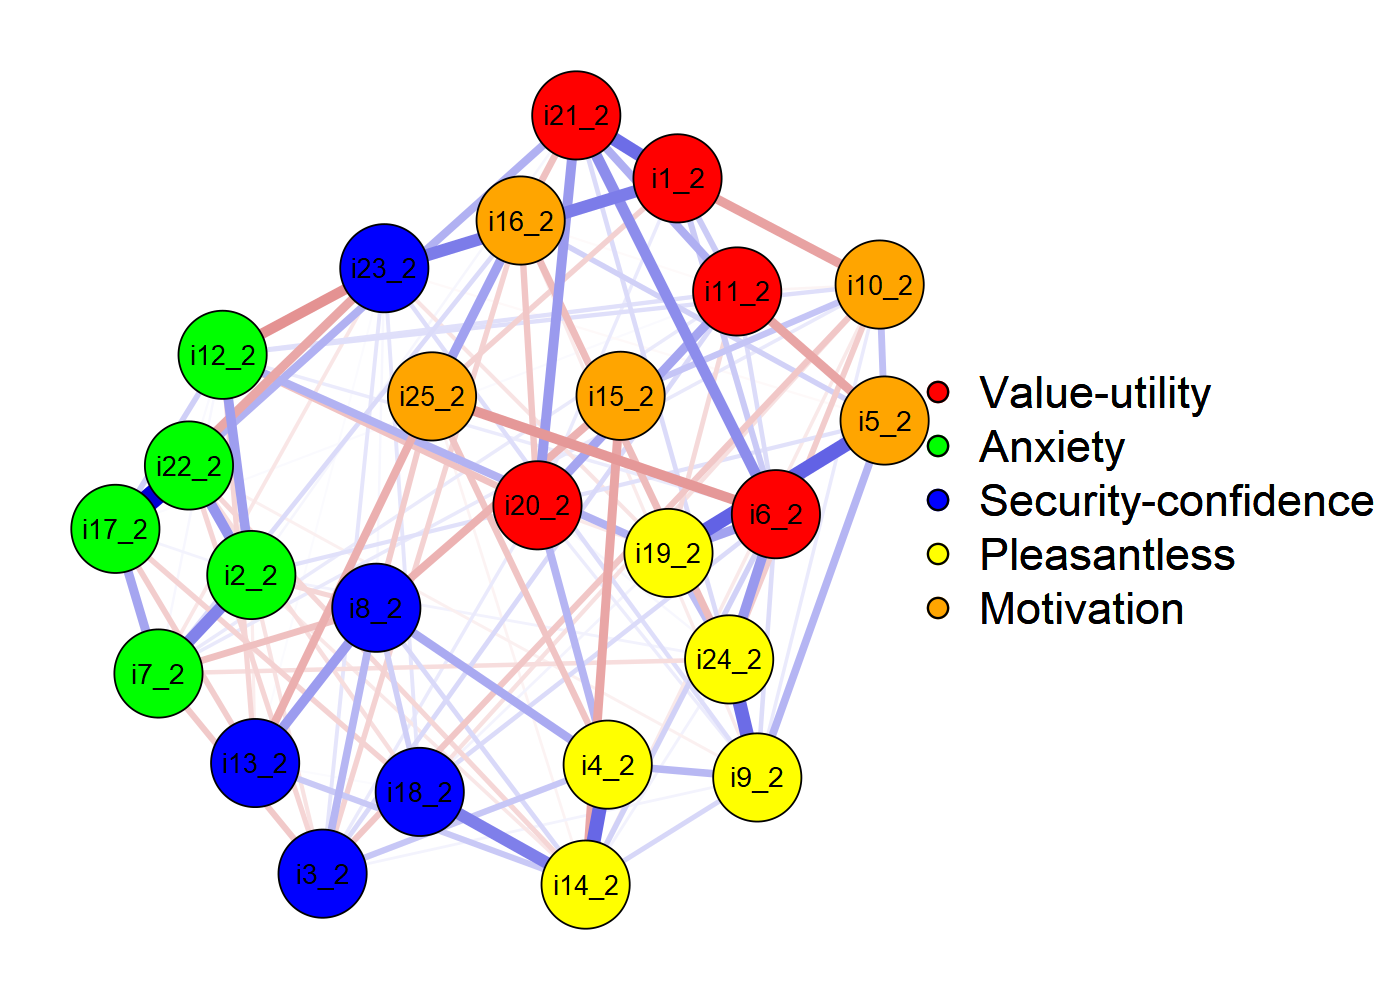 i21_2
i1_2
i16_2
i23_2
i11_2
i10_2
i12_2
i25_2
i15_2
i5_2
i22_2
i17_2
i20_2
i6_2
i19_2
i2_2
i8_2
i7_2
i24_2
i13_2
i18_2
i4_2
i9_2
i3_2
i14_2
Value-utility
Anxiety
Security-confidence
Pleasantless
Motivation